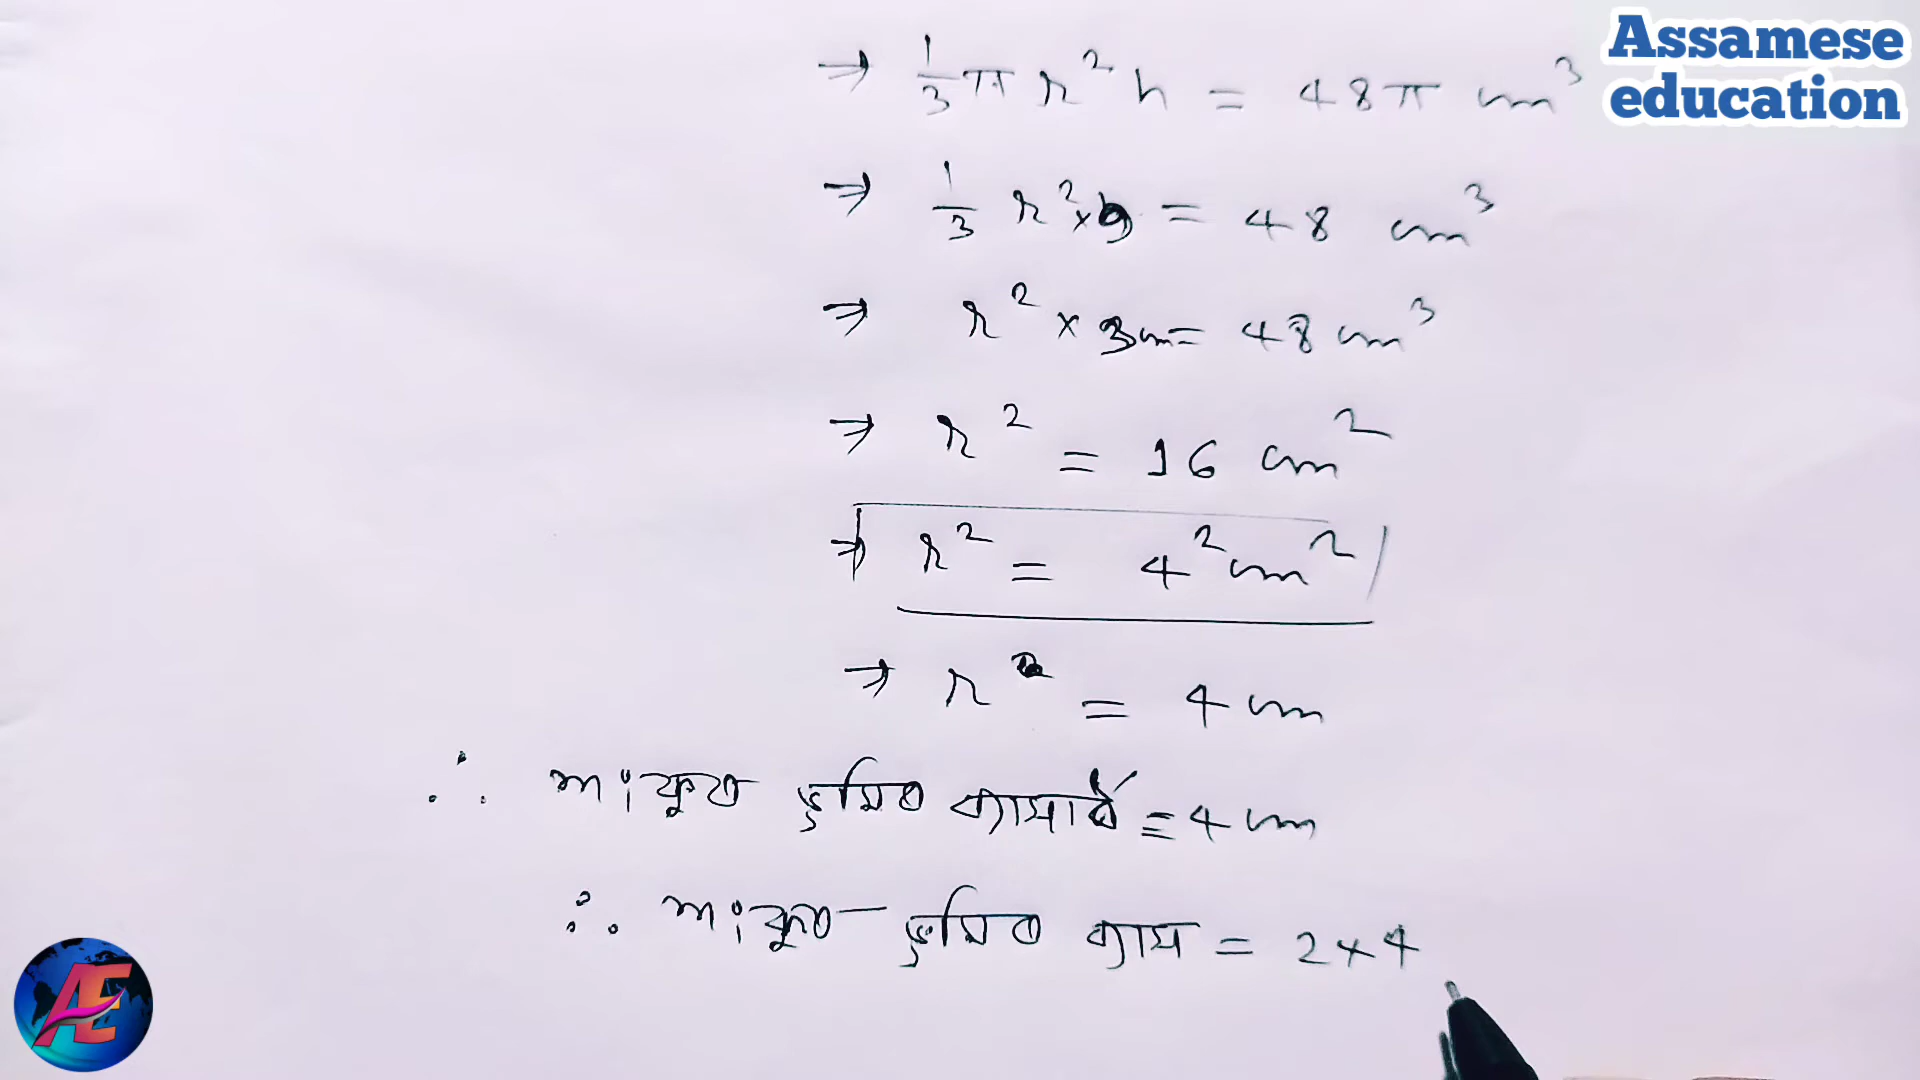 Assamese
education
→ 1/3 π r² h = 48π cm³
⇒ 1/3 r² × 9 = 48 cm³
⇒ r² × 3cm = 48 cm³
⇒ r² = 16 cm²
⇒ r² = 4² cm²
→ r = 4 cm
∴ শংকুৰ ভূমিৰ ব্যাসাৰ্ধ = 4 cm
∴ শংকুৰ ভূমিৰ ব্যাস = 2×4
AE